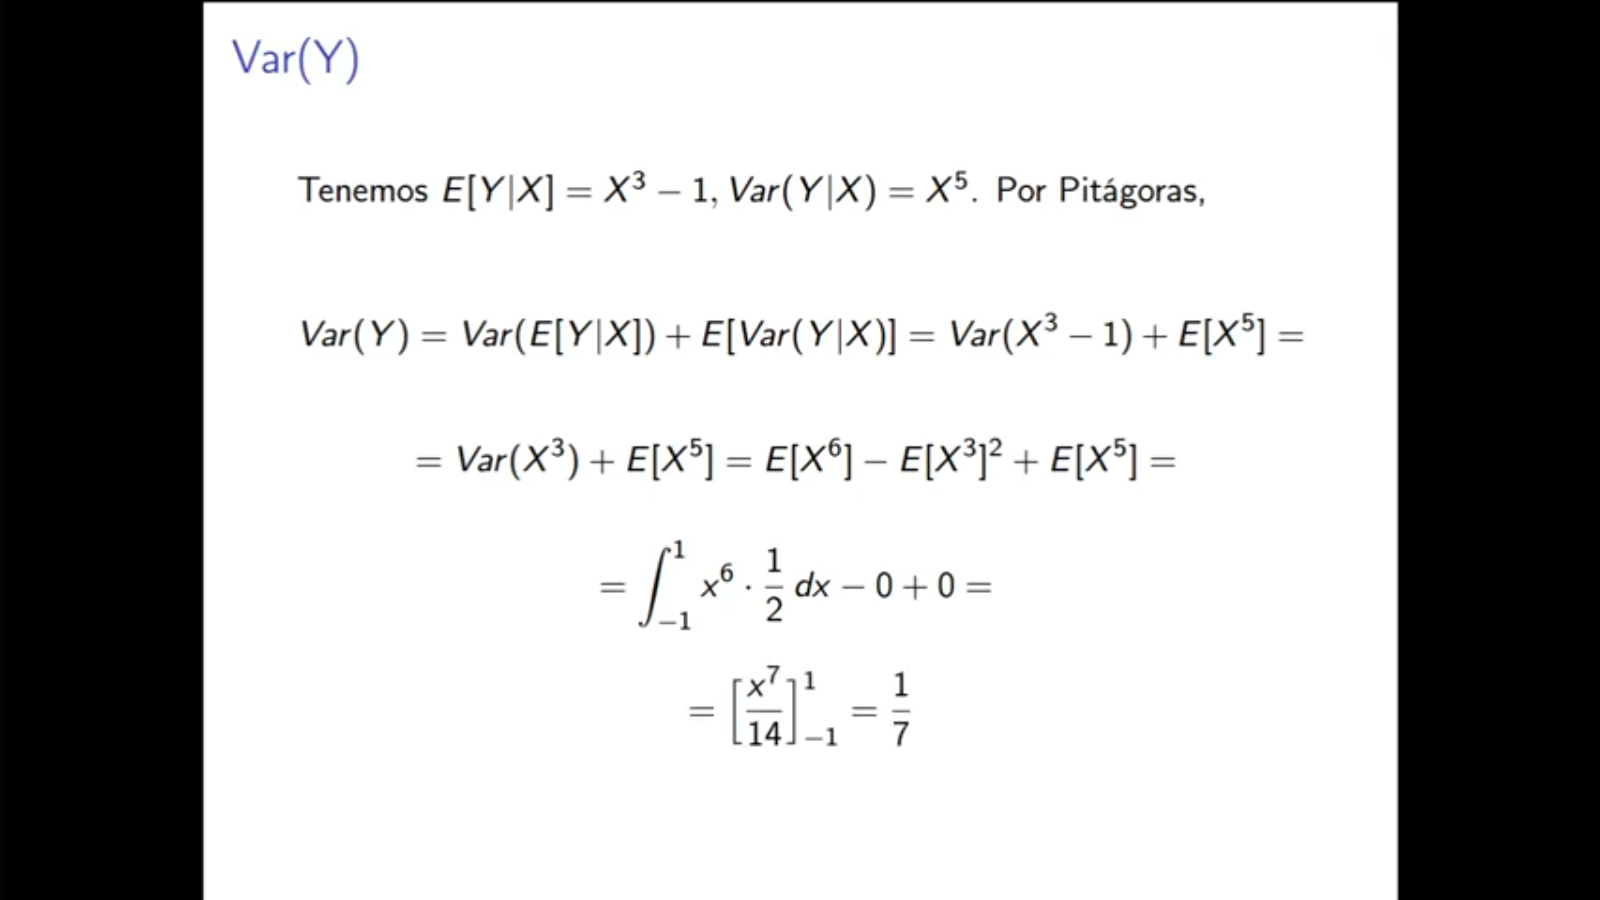 Var(Y)
Tenemos E[Y|X] = X³ − 1, Var(Y|X) = X⁵. Por Pitágoras,
Var(Y) = Var(E[Y|X]) + E[Var(Y|X)] = Var(X³ − 1) + E[X⁵] =
= Var(X³) + E[X⁵] = E[X⁶] − E[X³]² + E[X⁵] =
= ∫₋₁¹ x⁶ · 1/2 dx − 0 + 0 =
= [x⁷/14]₋₁¹ = 1/7